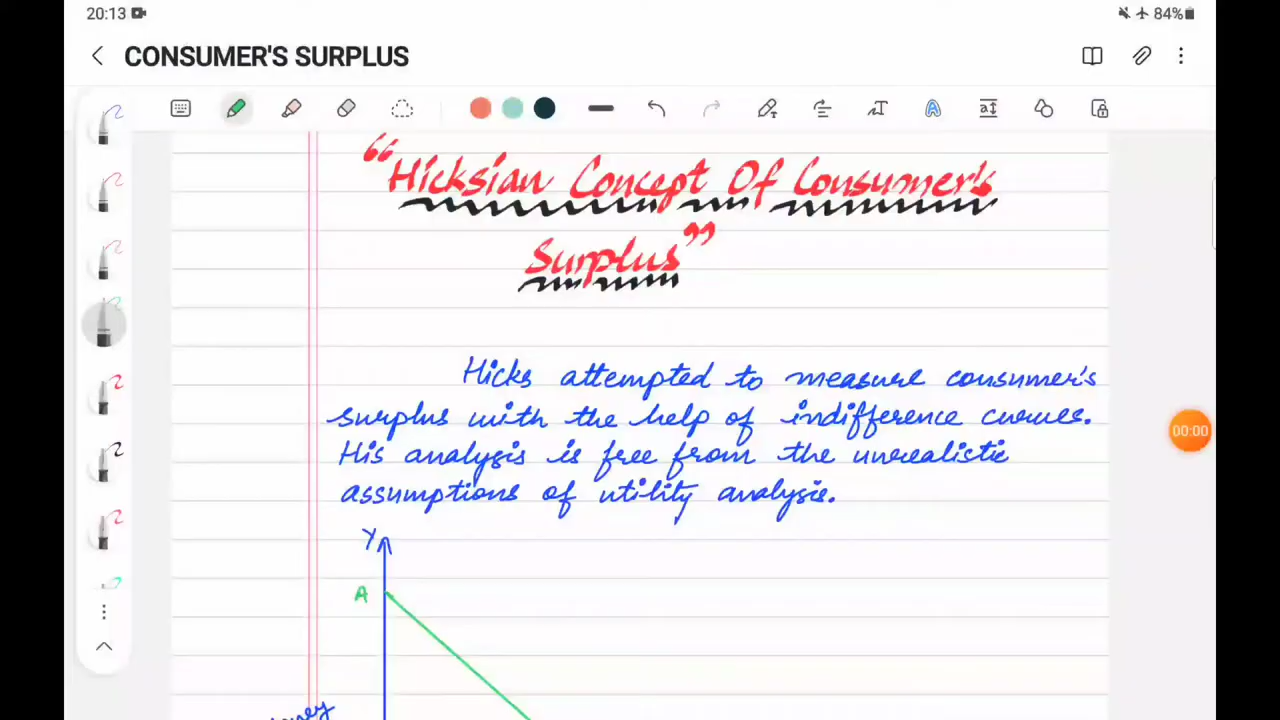 20:13
84%
CONSUMER'S SURPLUS
"Hicksian Concept Of Consumer's
Surplus"
Hicks attempted to measure consumer's
surplus with the help of indifference curves.
His analysis is free from the unrealistic
assumptions of utility analysis.
00:00
Y
A